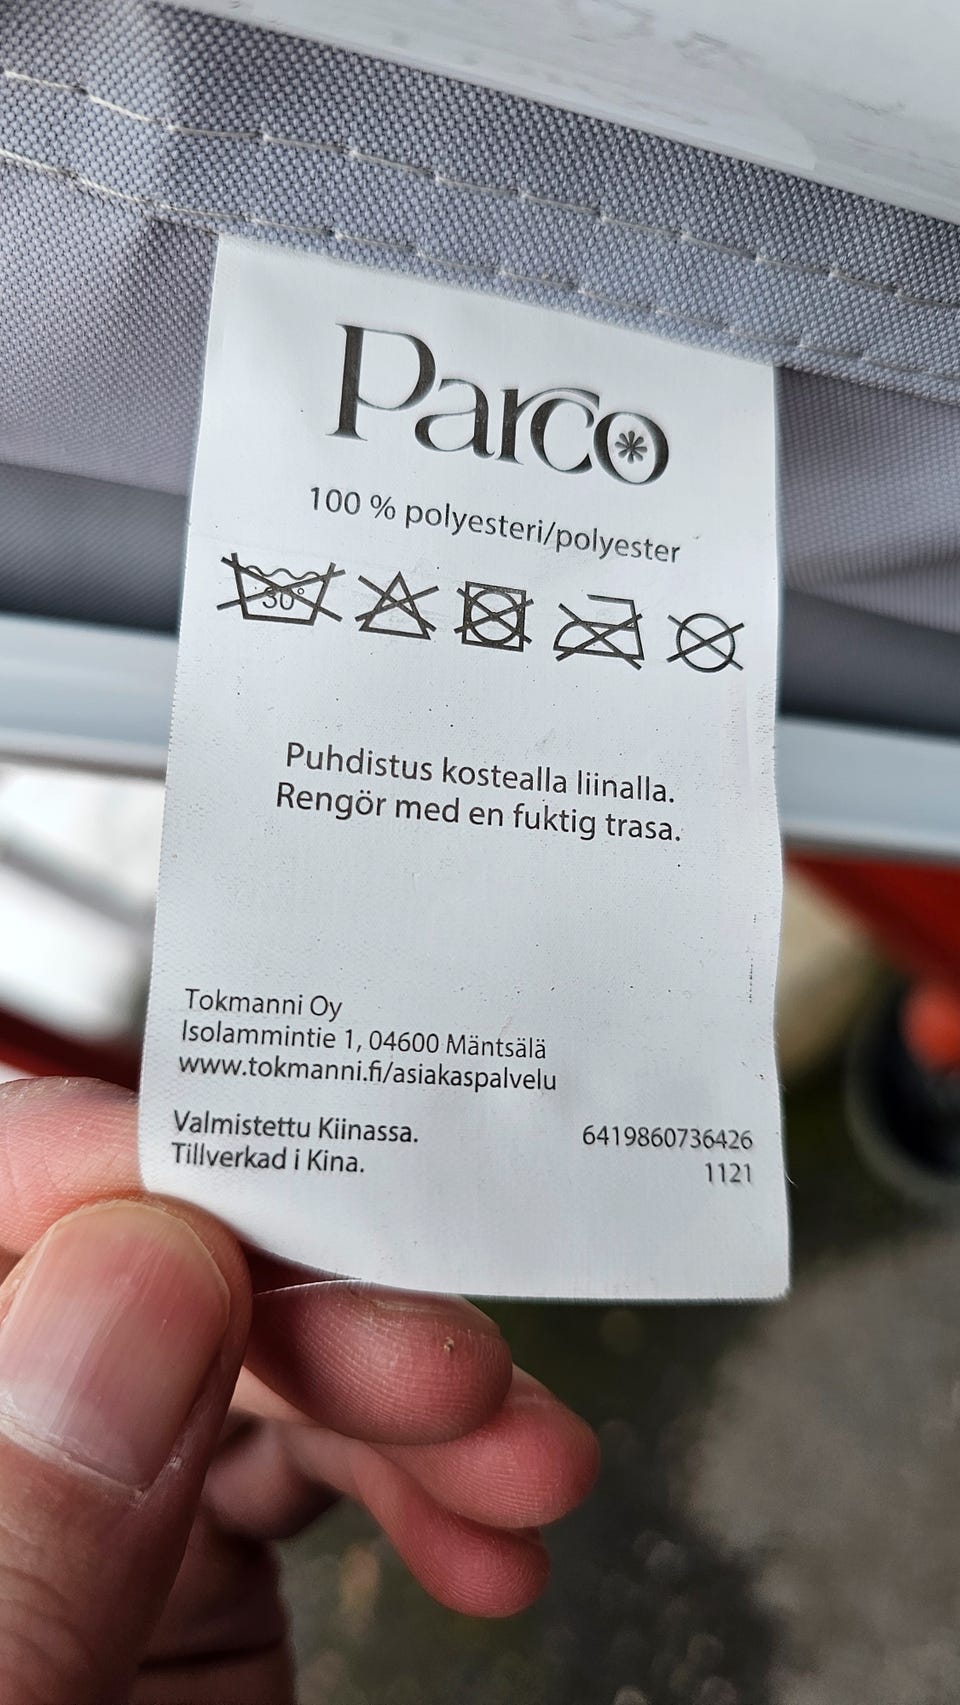 Parco
100 % polyesteri/polyester
30°
Puhdistus kostealla liinalla.
Rengör med en fuktig trasa.
Tokmanni Oy
Isolammintie 1, 04600 Mäntsälä
www.tokmanni.fi/asiakaspalvelu
Valmistettu Kiinassa.
Tillverkad i Kina.
6419860736426
1121